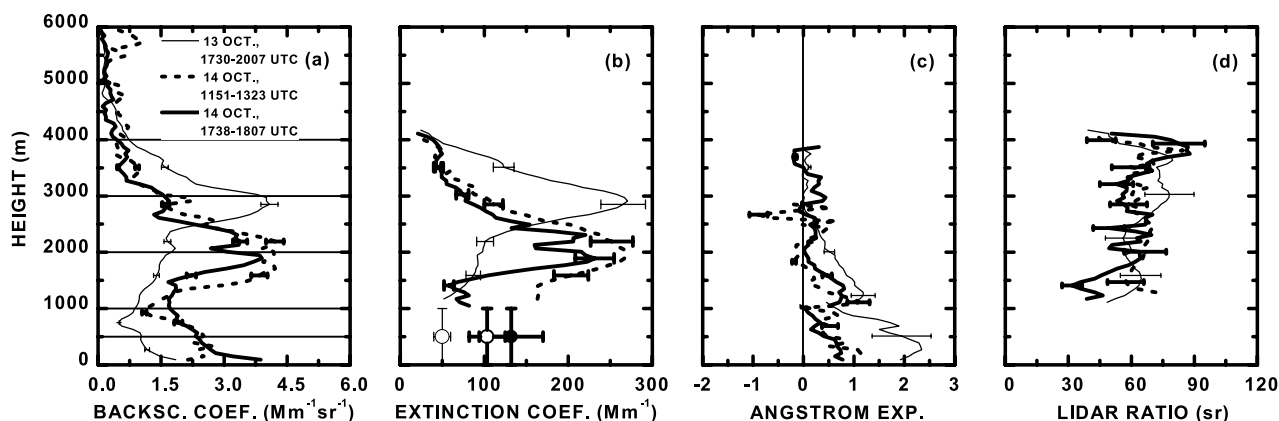 6000
5000
4000
3000
2000
1000
0
HEIGHT (m)
13 OCT.,
1730-2007 UTC
14 OCT.,
1151-1323 UTC
14 OCT.,
1738-1807 UTC
(a)
(b)
(c)
(d)
0.0 1.5 3.0 4.5 6.0
0 100 200 300
-2 -1 0 1 2 3
0 30 60 90 120
BACKSC. COEF. (Mm⁻¹sr⁻¹)
EXTINCTION COEF. (Mm⁻¹)
ANGSTROM EXP.
LIDAR RATIO (sr)